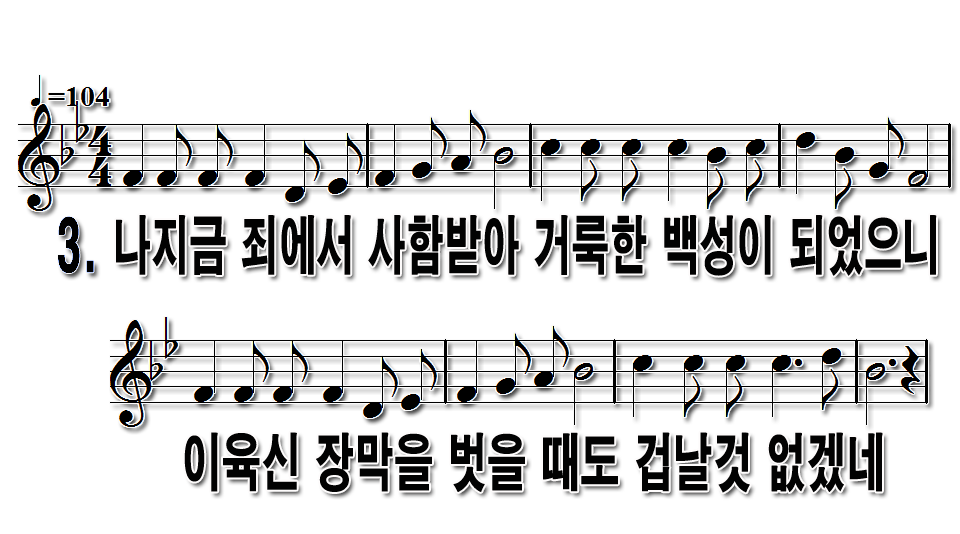 ♩=104
4/4
3. 나지금 죄에서 사함받아 거룩한 백성이 되었으니
이육신 장막을 벗을 때도 겁날것 없겠네